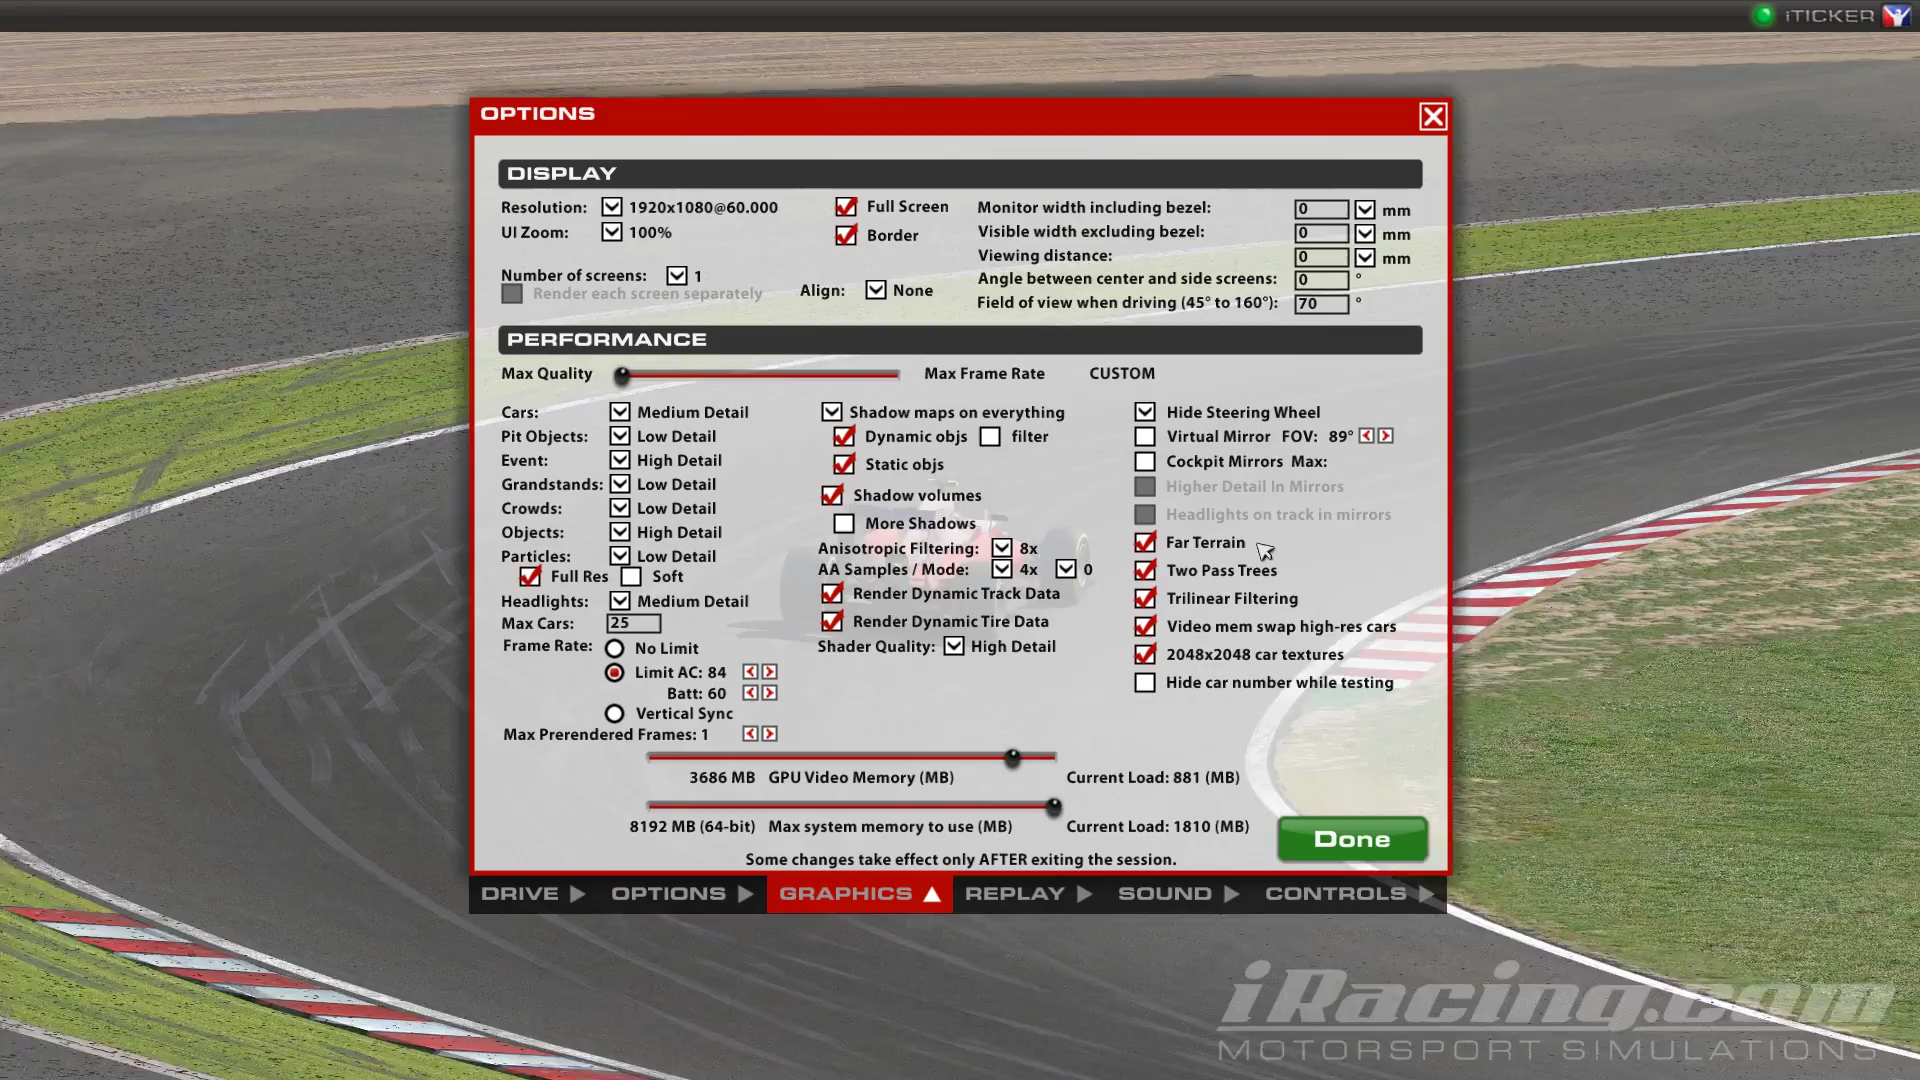 iTICKER
OPTIONS
DISPLAY
Resolution: 1920x1080@60.000
UI Zoom: 100%
Full Screen
Border
Number of screens: 1
Render each screen separately
Align: None
Monitor width including bezel: 0 mm
Visible width excluding bezel: 0 mm
Viewing distance: 0 mm
Angle between center and side screens: 0 °
Field of view when driving (45° to 160°): 70 °
PERFORMANCE
Max Quality Max Frame Rate CUSTOM
Cars: Medium Detail
Pit Objects: Low Detail
Event: High Detail
Grandstands: Low Detail
Crowds: Low Detail
Objects: High Detail
Particles: Low Detail
Full Res Soft
Headlights: Medium Detail
Max Cars: 25
Frame Rate: No Limit
Limit AC: 84
Batt: 60
Vertical Sync
Max Prerendered Frames: 1
Shadow maps on everything
Dynamic objs filter
Static objs
Shadow volumes
More Shadows
Anisotropic Filtering: 8x
AA Samples / Mode: 4x 0
Render Dynamic Track Data
Render Dynamic Tire Data
Shader Quality: High Detail
Hide Steering Wheel
Virtual Mirror FOV: 89°
Cockpit Mirrors Max:
Higher Detail In Mirrors
Headlights on track in mirrors
Far Terrain
Two Pass Trees
Trilinear Filtering
Video mem swap high-res cars
2048x2048 car textures
Hide car number while testing
3686 MB GPU Video Memory (MB) Current Load: 881 (MB)
8192 MB (64-bit) Max system memory to use (MB) Current Load: 1810 (MB)
Some changes take effect only AFTER exiting the session.
Done
DRIVE OPTIONS GRAPHICS REPLAY SOUND CONTROLS
iRacing.com
MOTORSPORT SIMULATIONS